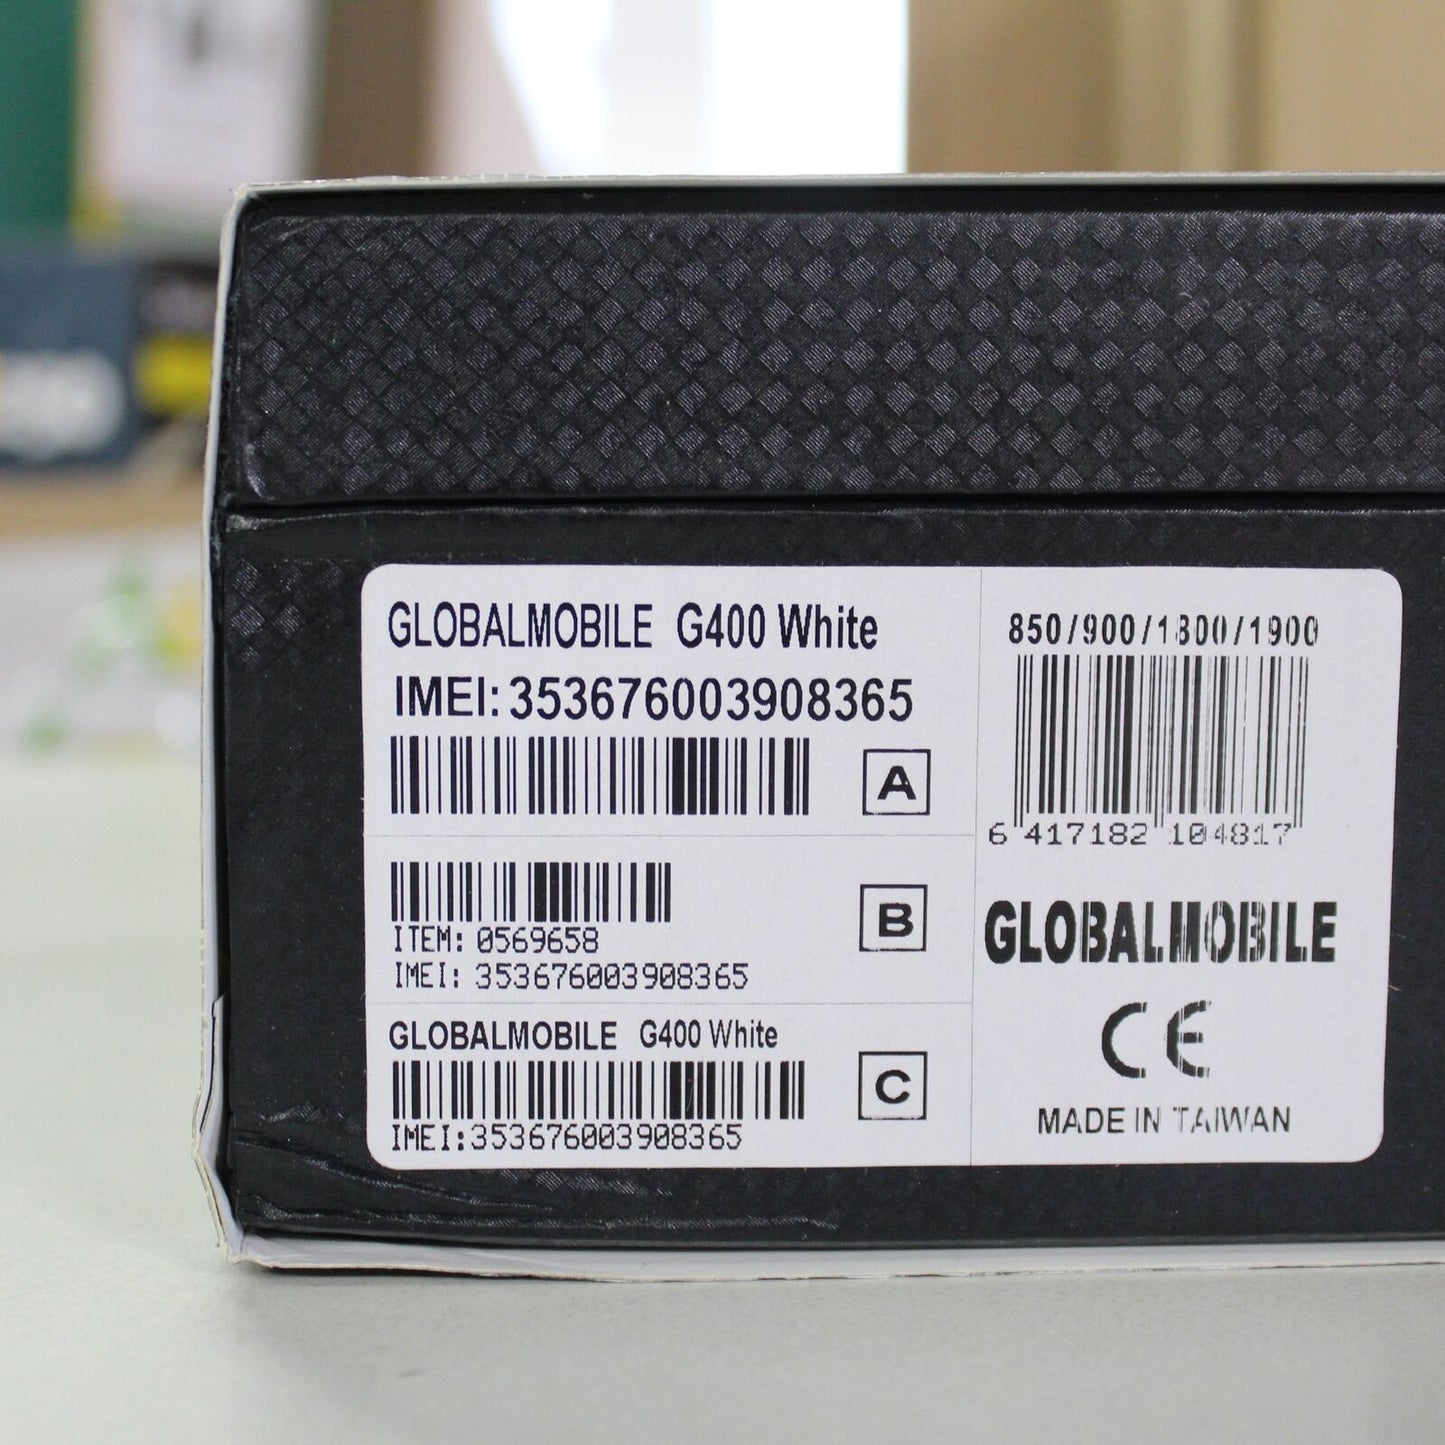 GLOBALMOBILE G400 White
IMEI:353676003908365
A
ITEM: 0569658
IMEI: 353676003908365
B
GLOBALMOBILE G400 White
IMEI:353676003908365
C
850/900/1800/1900
6 417182 104817
GLOBALMOBILE
CE
MADE IN TAIWAN